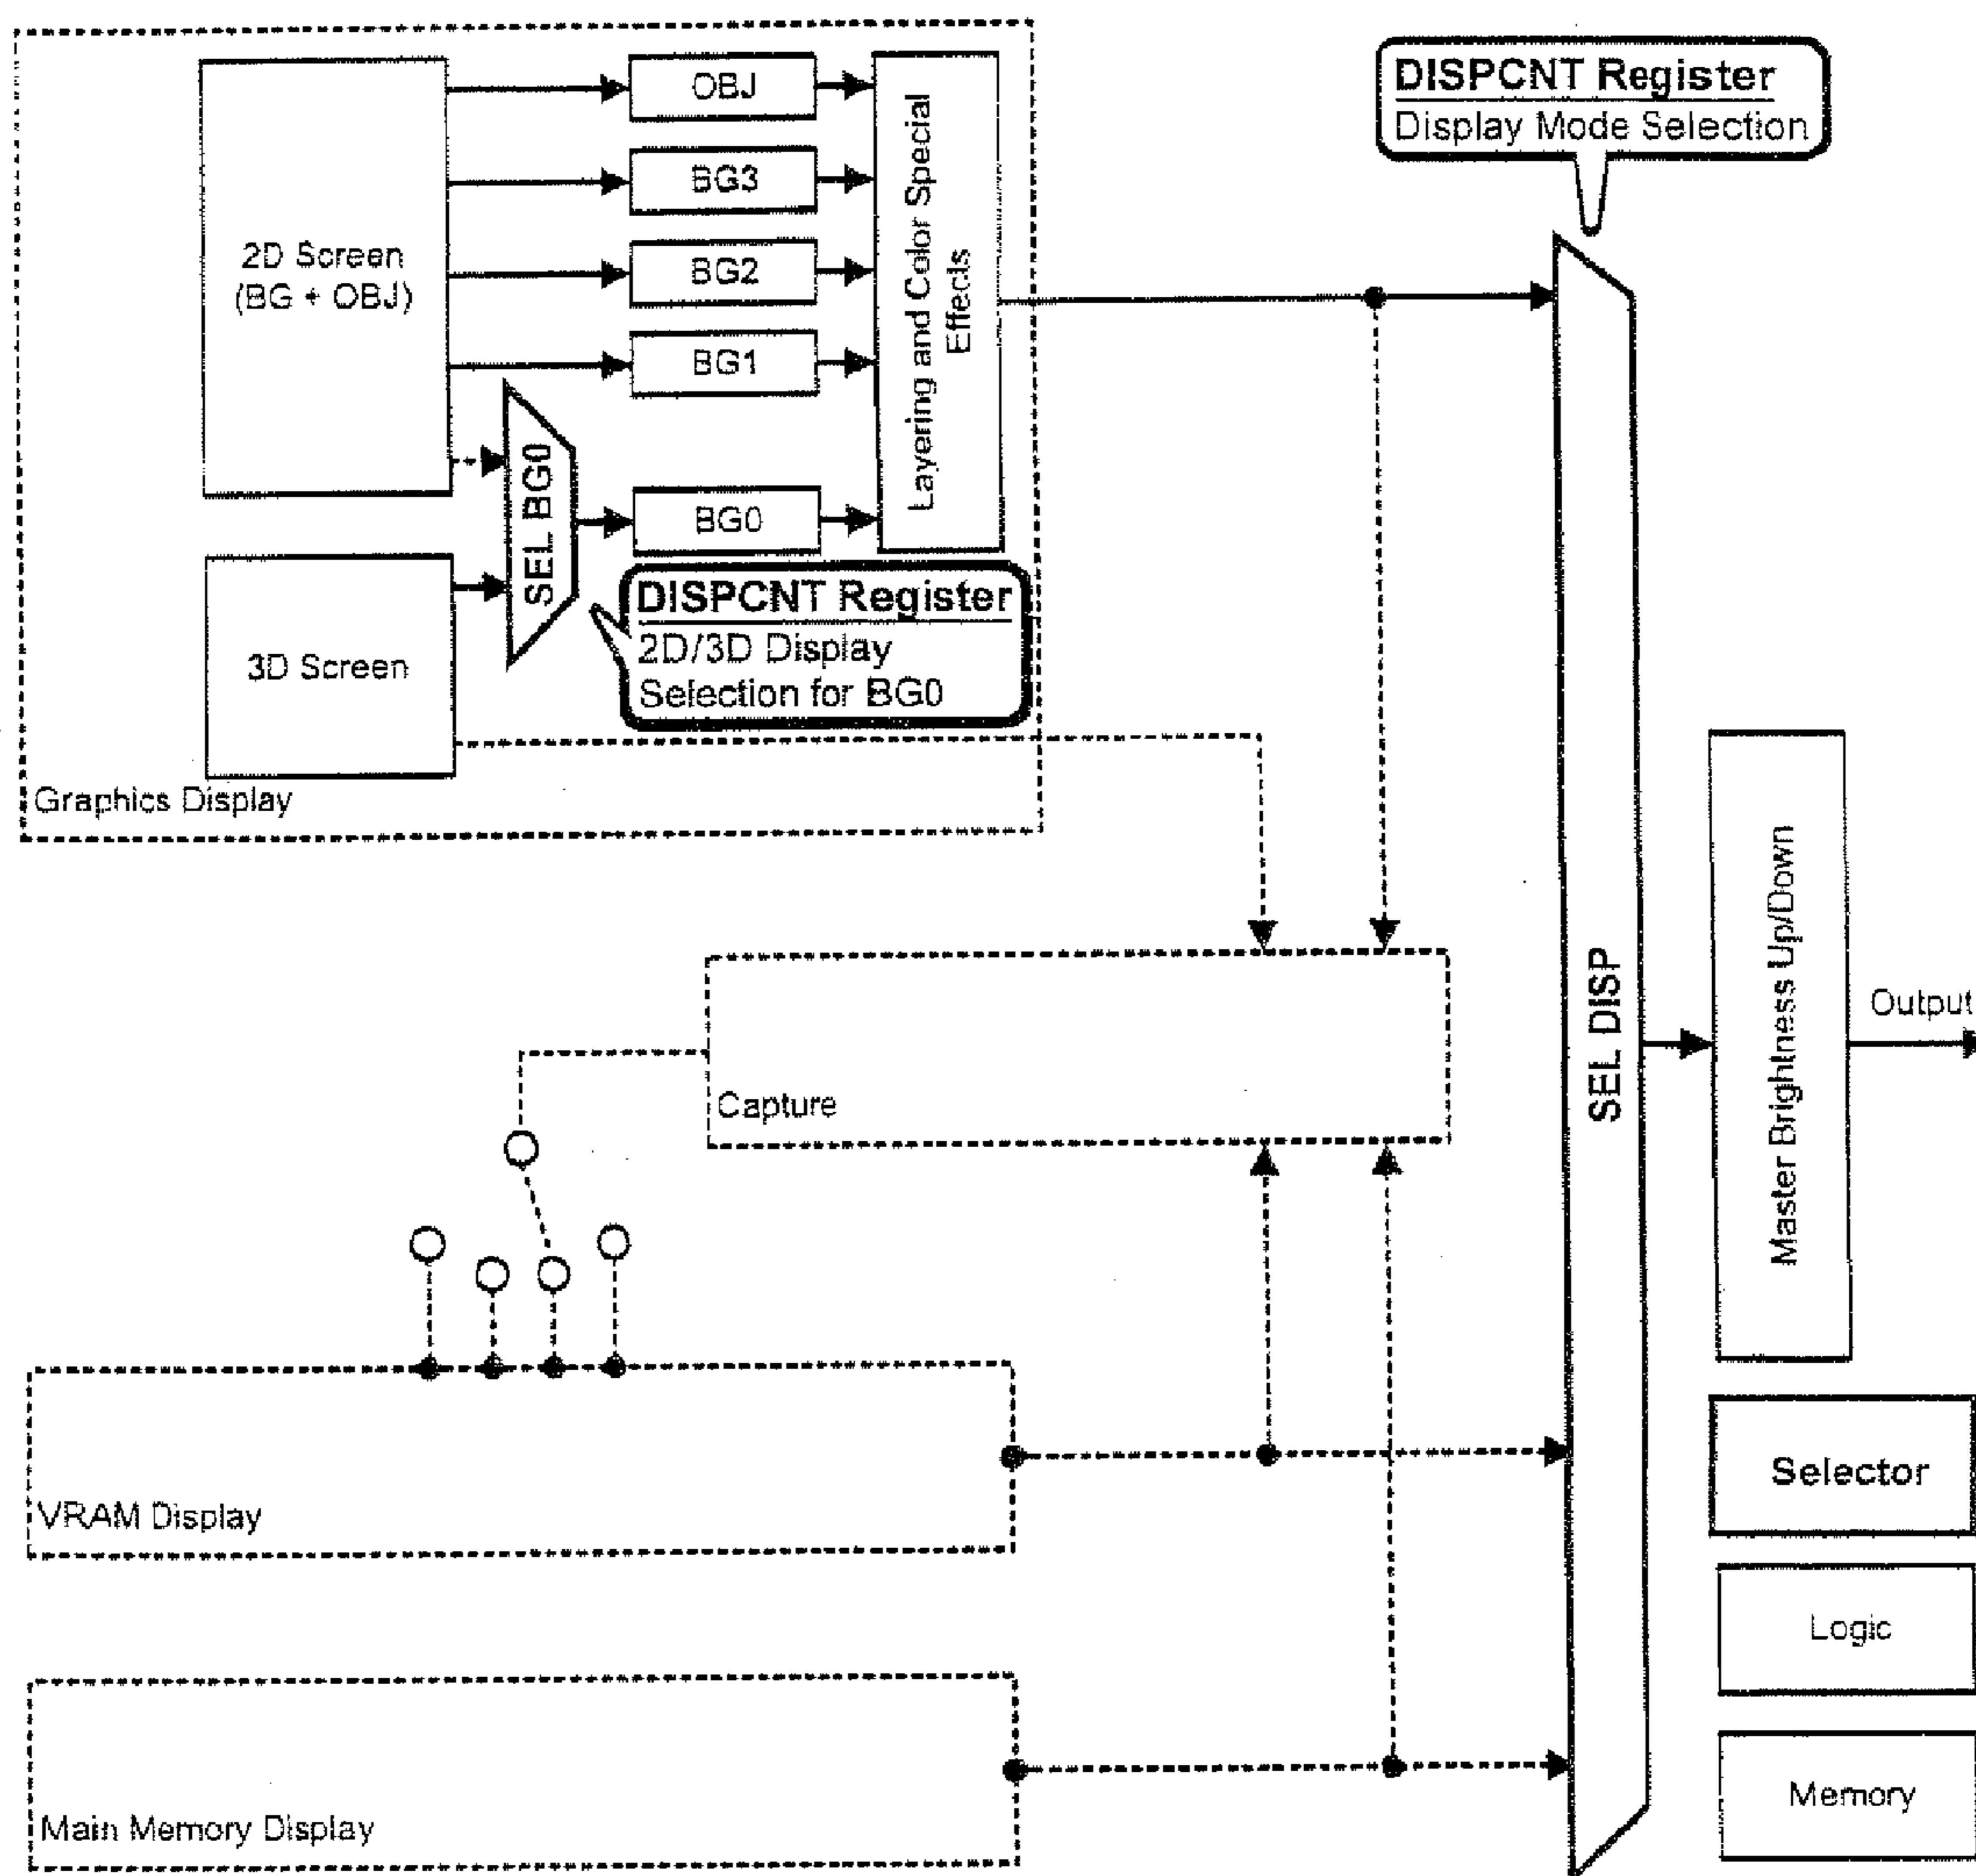 OBJ
BG3
BG2
BG1
BG0
2D Screen
(BG + OBJ)
3D Screen
SEL BG0
Layering and Color Special
Effects
DISPCNT Register
2D/3D Display
Selection for BG0
Graphics Display
DISPCNT Register
Display Mode Selection
Capture
SEL DISP
Master Brightness Up/Down
Output
VRAM Display
Main Memory Display
Selector
Logic
Memory